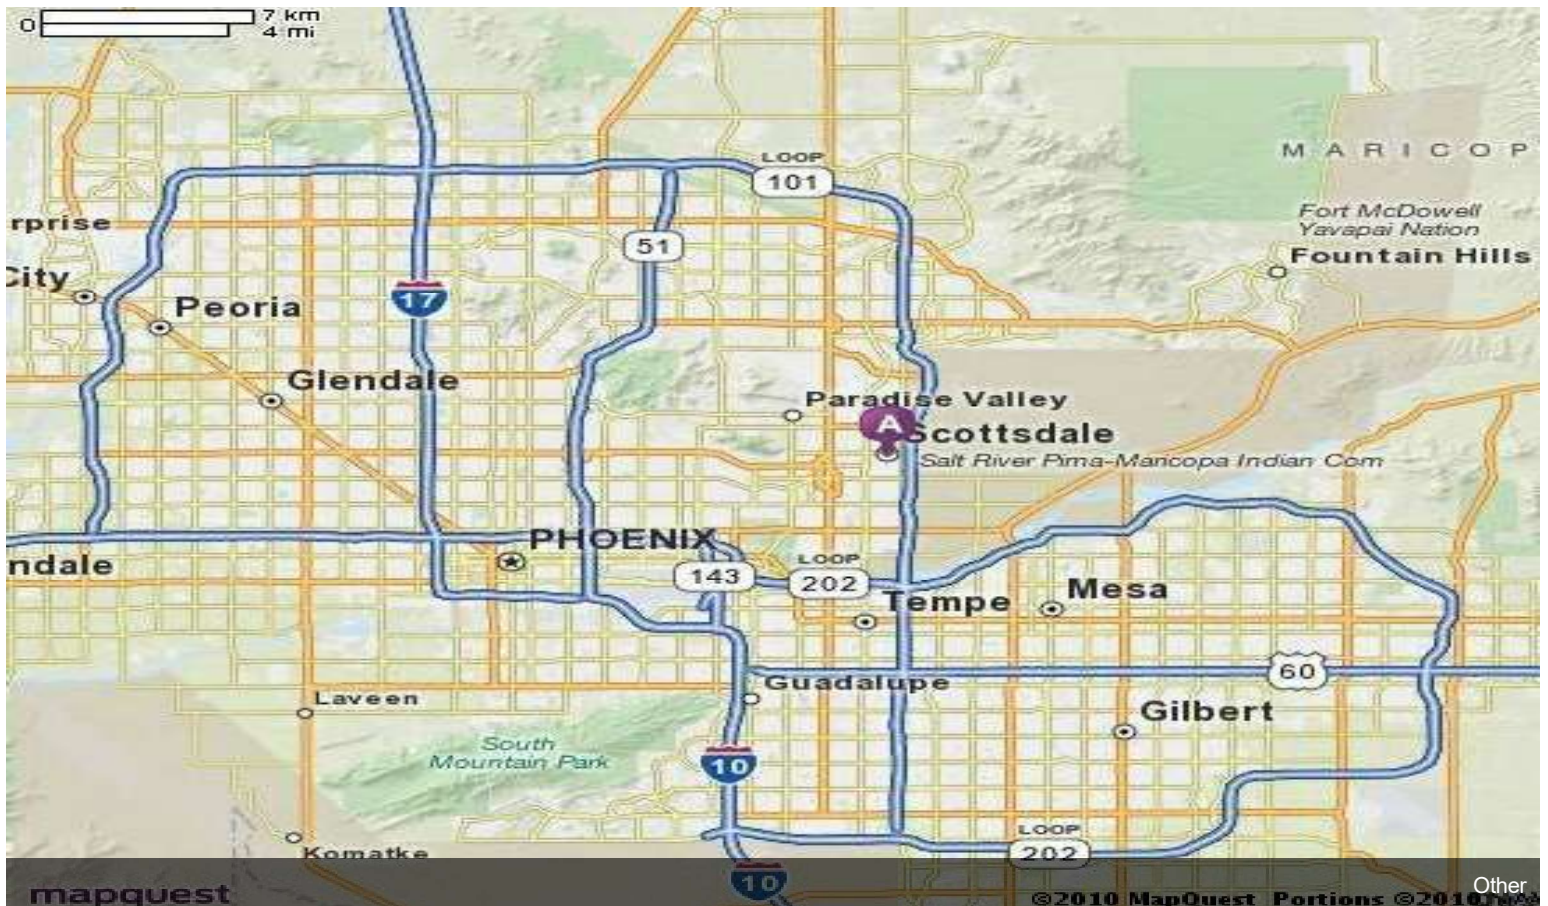 0
7 km
4 mi
LOOP
101
MARICOP
Fort McDowell
Yavapai Nation
Fountain Hills
rprise
51
City
17
Peoria
Glendale
Paradise Valley
A
Scottsdale
Salt River Pima-Maricopa Indian Com
PHOENIX
ndale
143
LOOP
202
Tempe
Mesa
60
Guadalupe
Laveen
Gilbert
South
Mountain Park
10
LOOP
202
Komatke
10
mapquest
Other
©2010 MapQuest Portions ©2010